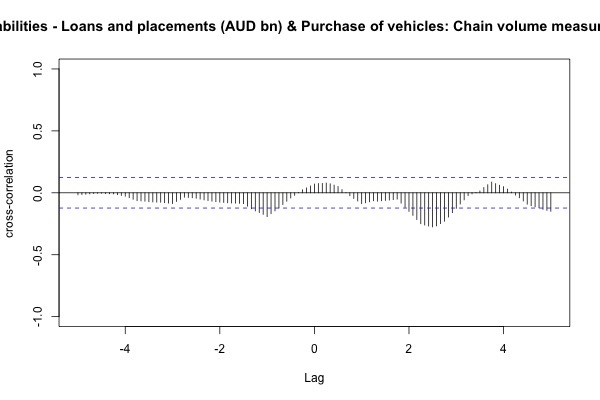 abilities - Loans and placements (AUD bn) & Purchase of vehicles: Chain volume measur
cross-correlation
1.0
0.5
0.0
-0.5
-1.0
-4 -2 0 2 4
Lag